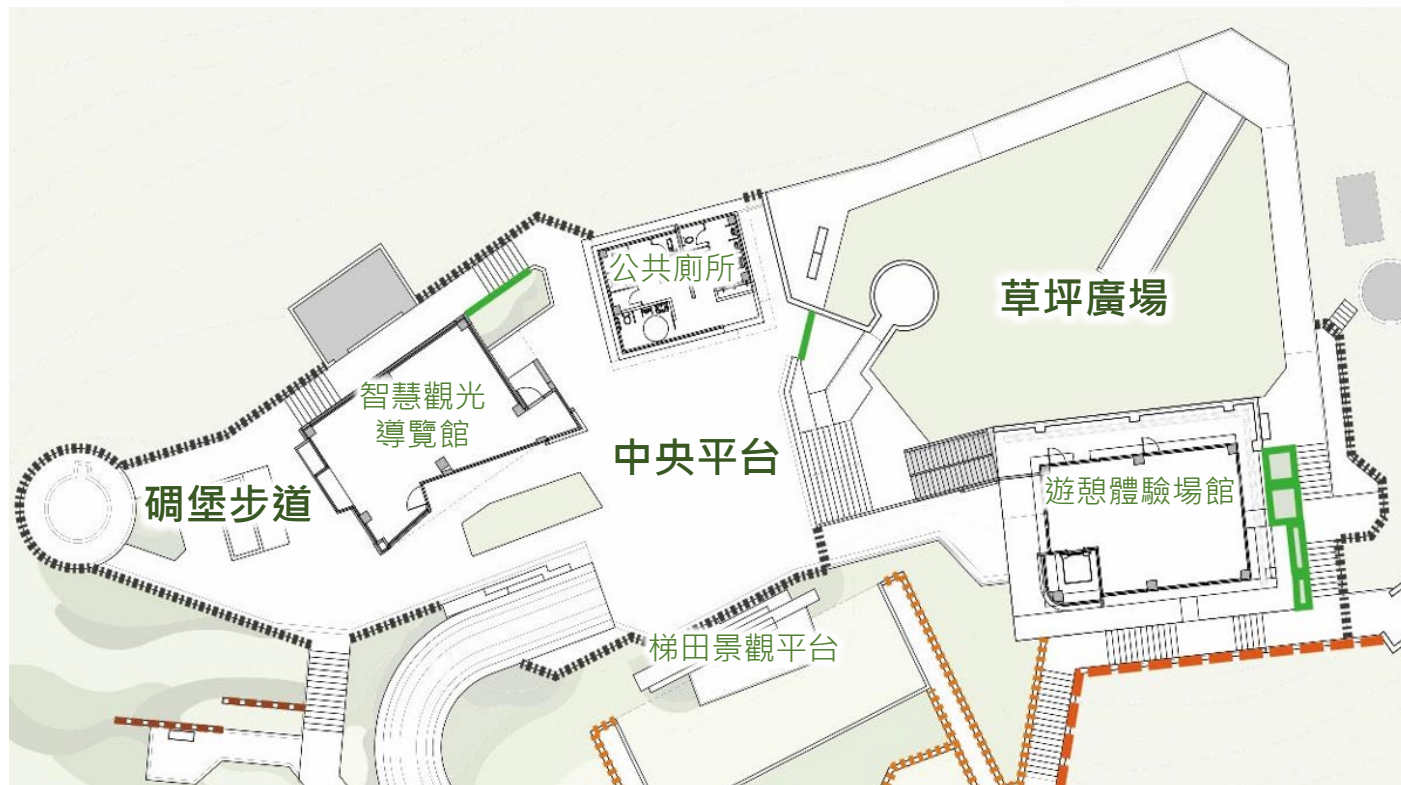 公共廁所
草坪廣場
智慧觀光
導覽館
中央平台
碉堡步道
遊憩體驗場館
梯田景觀平台